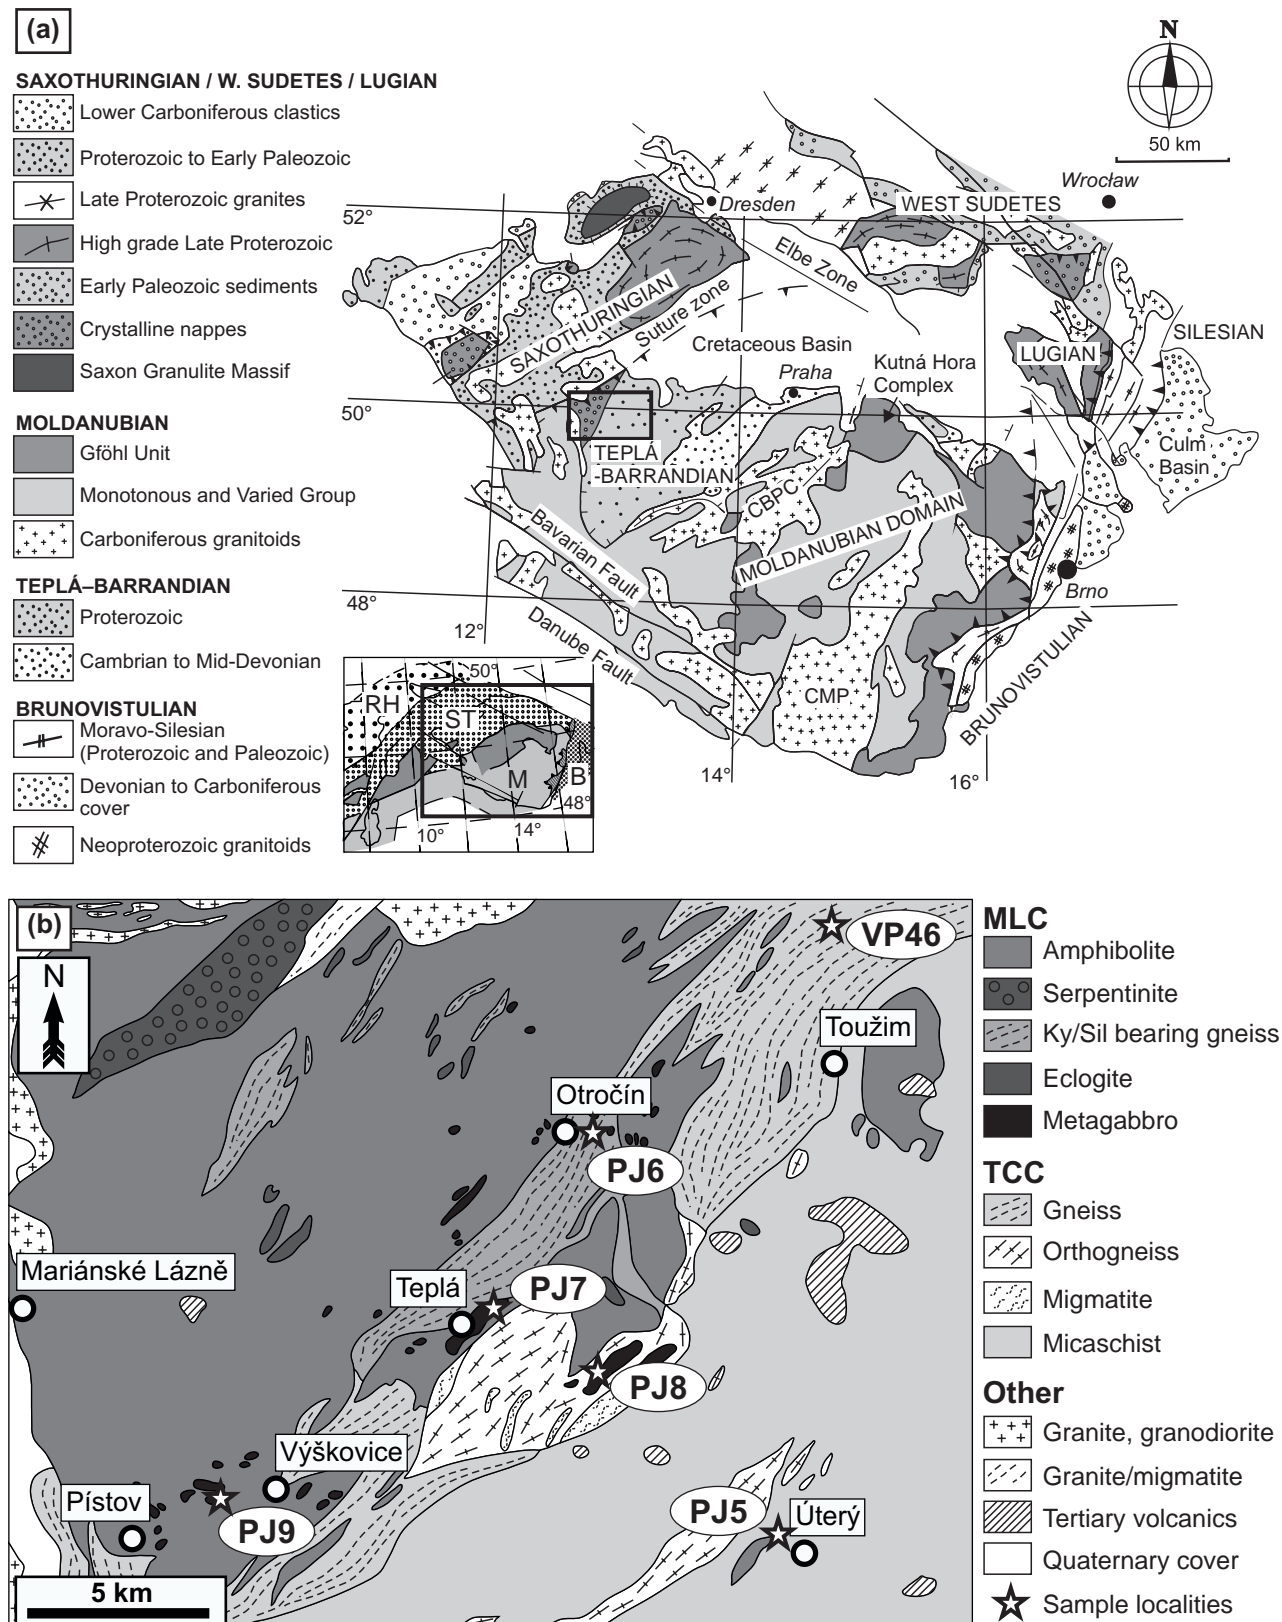 (a)
SAXOTHURINGIAN / W. SUDETES / LUGIAN
Lower Carboniferous clastics
Proterozoic to Early Paleozoic
Late Proterozoic granites
High grade Late Proterozoic
Early Paleozoic sediments
Crystalline nappes
Saxon Granulite Massif
MOLDANUBIAN
Gföhl Unit
Monotonous and Varied Group
Carboniferous granitoids
TEPLÁ–BARRANDIAN
Proterozoic
Cambrian to Mid-Devonian
BRUNOVISTULIAN
Moravo-Silesian
(Proterozoic and Paleozoic)
Devonian to Carboniferous
cover
Neoproterozoic granitoids
N
50 km
Wrocław
Dresden
WEST SUDETES
52°
Elbe Zone
SAXOTHURINGIAN
Suture zone
Cretaceous Basin
Praha
Kutná Hora
Complex
LUGIAN
SILESIAN
50°
TEPLÁ
-BARRANDIAN
CBPC
Culm
Basin
MOLDANUBIAN DOMAIN
Bavarian Fault
Danube Fault
48°
12°
Brno
BRUNOVISTULIAN
CMP
14°
16°
50°
RH
ST
M
B
48°
10°
14°
(b)
N
VP46
Toužim
Otročín
PJ6
Mariánské Lázně
Teplá
PJ7
PJ8
Výškovice
Pístov
PJ9
PJ5
Úterý
5 km
MLC
Amphibolite
Serpentinite
Ky/Sil bearing gneiss
Eclogite
Metagabbro
TCC
Gneiss
Orthogneiss
Migmatite
Micaschist
Other
Granite, granodiorite
Granite/migmatite
Tertiary volcanics
Quaternary cover
Sample localities